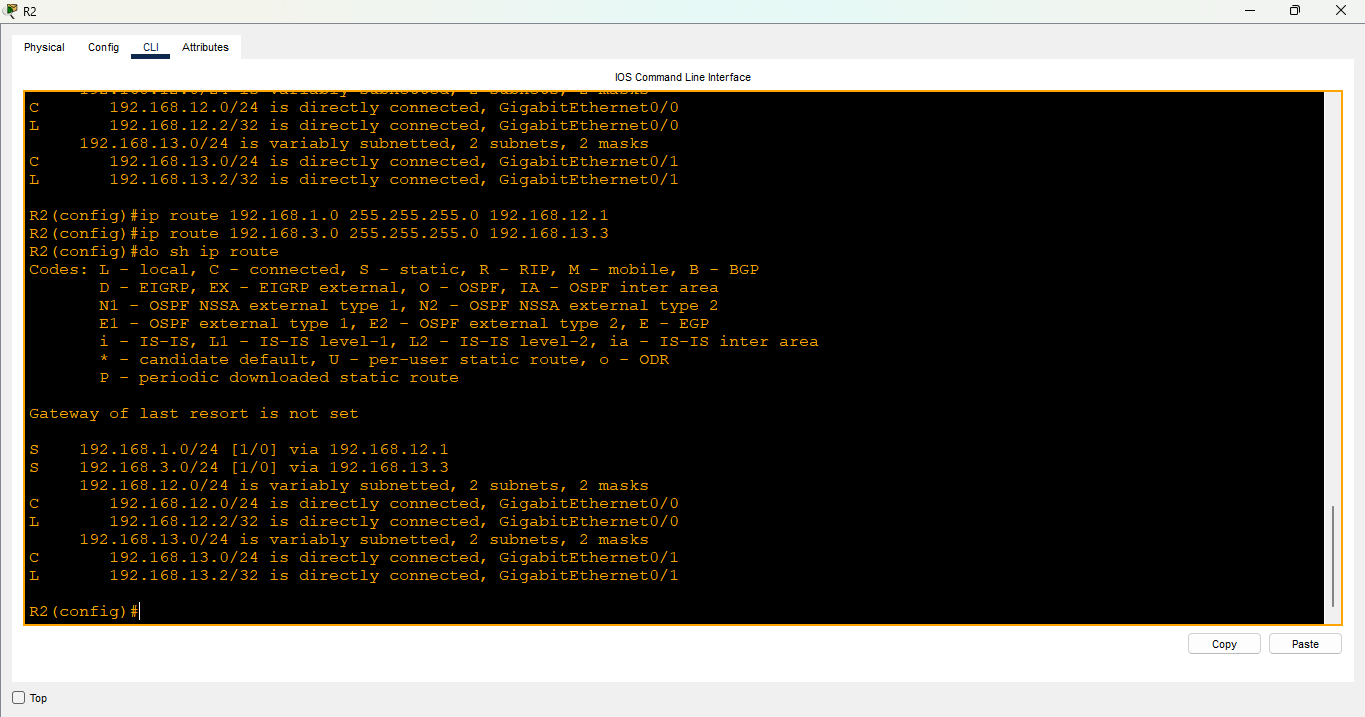 R2
Physical Config CLI Attributes
IOS Command Line Interface
192.168.12.0/24 is variably subnetted, 2 subnets, 2 masks
C 192.168.12.0/24 is directly connected, GigabitEthernet0/0
L 192.168.12.2/32 is directly connected, GigabitEthernet0/0
192.168.13.0/24 is variably subnetted, 2 subnets, 2 masks
C 192.168.13.0/24 is directly connected, GigabitEthernet0/1
L 192.168.13.2/32 is directly connected, GigabitEthernet0/1
R2(config)#ip route 192.168.1.0 255.255.255.0 192.168.12.1
R2(config)#ip route 192.168.3.0 255.255.255.0 192.168.13.3
R2(config)#do sh ip route
Codes: L - local, C - connected, S - static, R - RIP, M - mobile, B - BGP
D - EIGRP, EX - EIGRP external, O - OSPF, IA - OSPF inter area
N1 - OSPF NSSA external type 1, N2 - OSPF NSSA external type 2
E1 - OSPF external type 1, E2 - OSPF external type 2, E - EGP
i - IS-IS, L1 - IS-IS level-1, L2 - IS-IS level-2, ia - IS-IS inter area
* - candidate default, U - per-user static route, o - ODR
P - periodic downloaded static route
Gateway of last resort is not set
S 192.168.1.0/24 [1/0] via 192.168.12.1
S 192.168.3.0/24 [1/0] via 192.168.13.3
192.168.12.0/24 is variably subnetted, 2 subnets, 2 masks
C 192.168.12.0/24 is directly connected, GigabitEthernet0/0
L 192.168.12.2/32 is directly connected, GigabitEthernet0/0
192.168.13.0/24 is variably subnetted, 2 subnets, 2 masks
C 192.168.13.0/24 is directly connected, GigabitEthernet0/1
L 192.168.13.2/32 is directly connected, GigabitEthernet0/1
R2(config)#
Copy Paste
Top